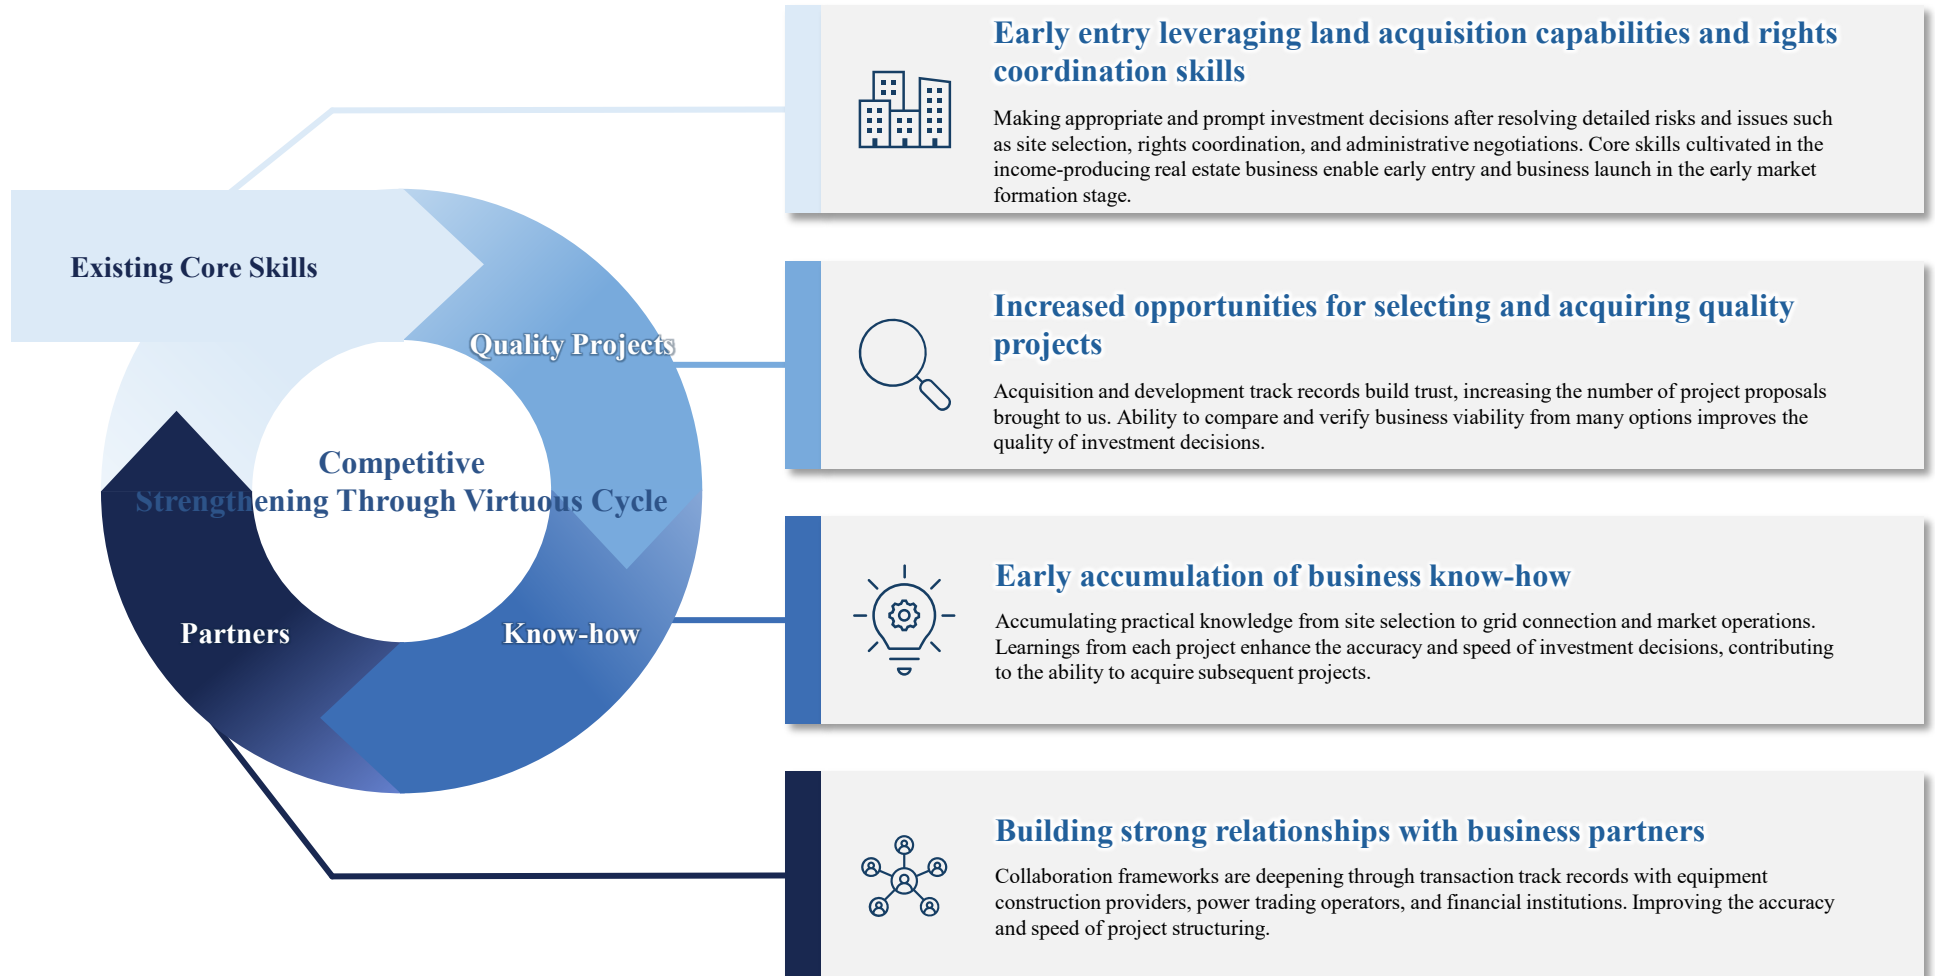 Existing Core Skills
Quality Projects
Competitive
Strengthening Through Virtuous Cycle
Partners
Know-how
Early entry leveraging land acquisition capabilities and rights
coordination skills
Making appropriate and prompt investment decisions after resolving detailed risks and issues such
as site selection, rights coordination, and administrative negotiations. Core skills cultivated in the
income-producing real estate business enable early entry and business launch in the early market
formation stage.
Increased opportunities for selecting and acquiring quality
projects
Acquisition and development track records build trust, increasing the number of project proposals
brought to us. Ability to compare and verify business viability from many options improves the
quality of investment decisions.
Early accumulation of business know-how
Accumulating practical knowledge from site selection to grid connection and market operations.
Learnings from each project enhance the accuracy and speed of investment decisions, contributing
to the ability to acquire subsequent projects.
Building strong relationships with business partners
Collaboration frameworks are deepening through transaction track records with equipment
construction providers, power trading operators, and financial institutions. Improving the accuracy
and speed of project structuring.